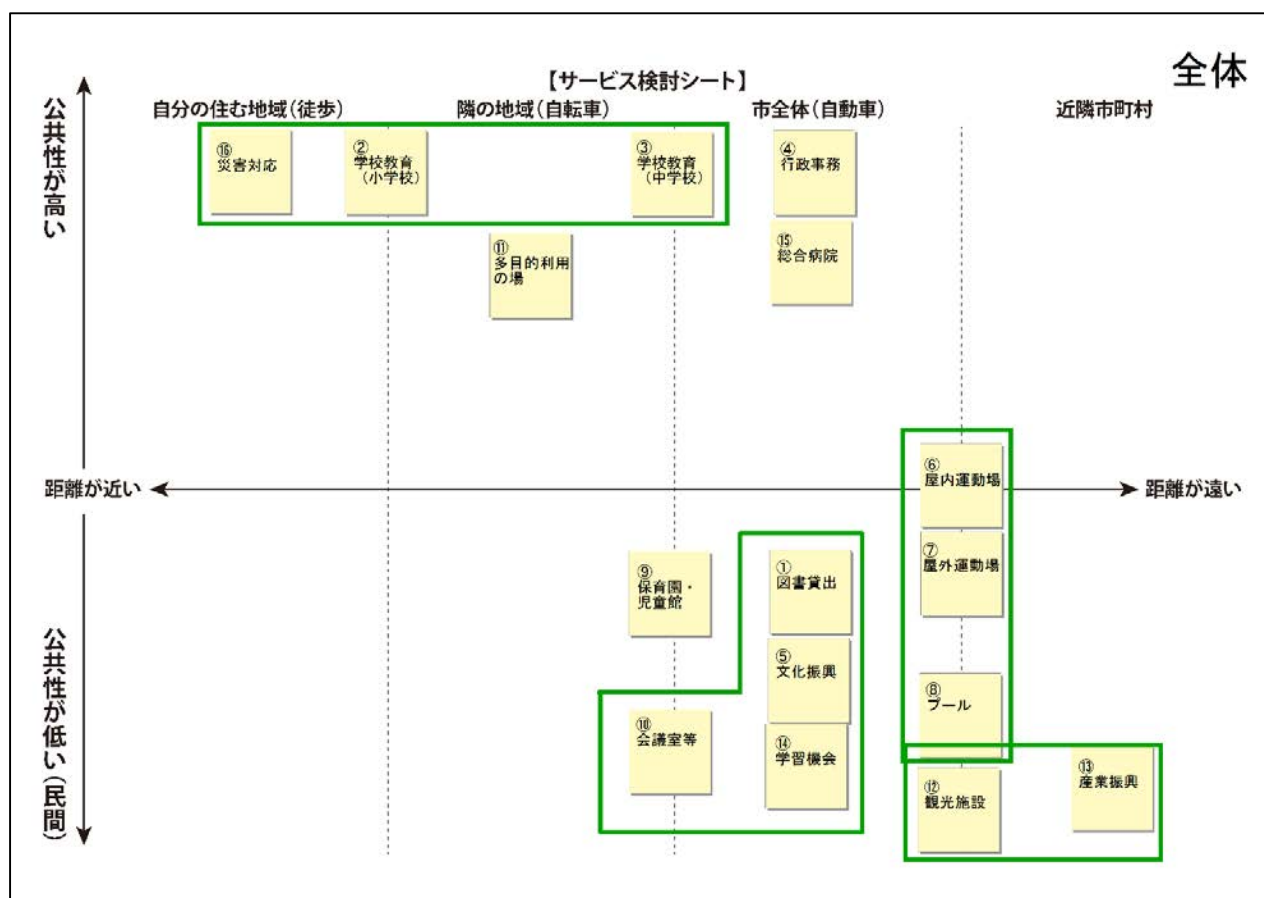 全体
【サービス検討シート】
自分の住む地域(徒歩)
隣の地域(自転車)
市全体(自動車)
近隣市町村
公共性が高い
⑯
災害対応
②
学校教育
(小学校)
③
学校教育
(中学校)
④
行政事務
⑪
多目的利用
の場
⑮
総合病院
距離が近い
距離が遠い
⑥
屋内運動場
⑦
屋外運動場
⑨
保育園・
児童館
①
図書貸出
⑤
文化振興
⑧
プール
⑩
会議室等
⑭
学習機会
⑫
観光施設
⑬
産業振興
公共性が低い(民間)